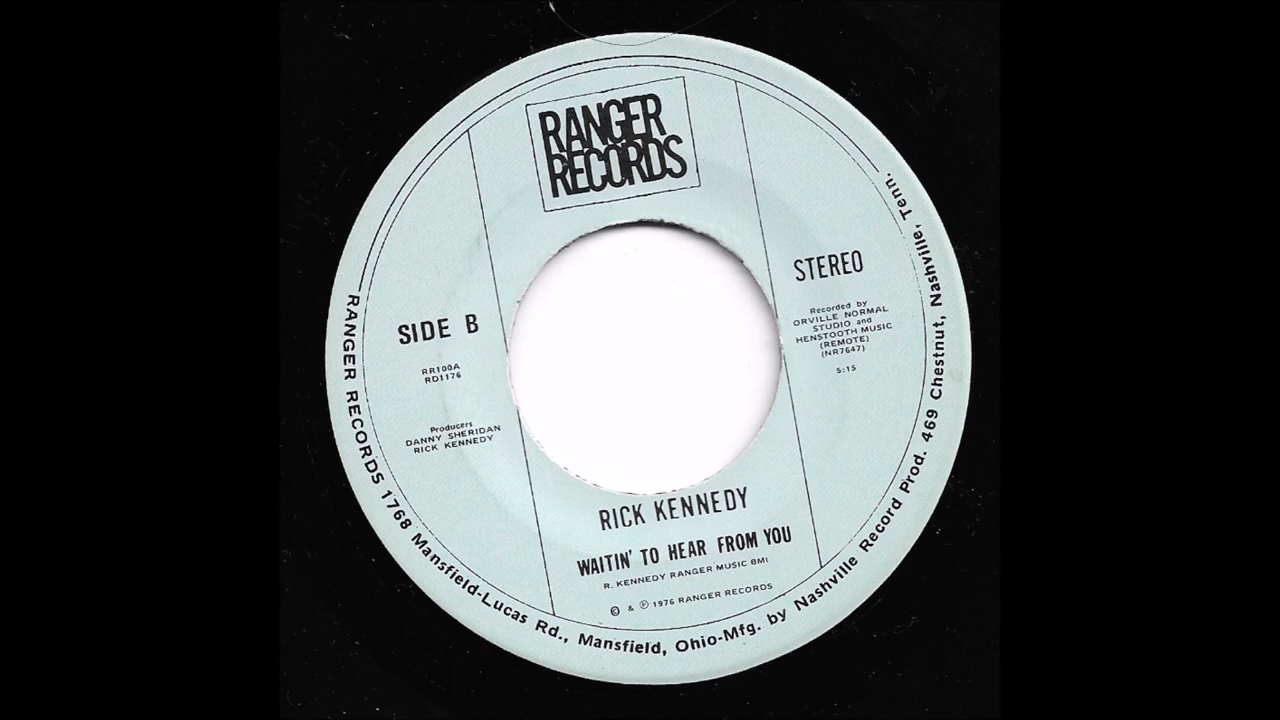 RANGER
RECORDS
SIDE B
RR100A
RD1176
Producers
DANNY SHERIDAN
RICK KENNEDY
STEREO
Recorded by
ORVILLE NORMAL
STUDIO and
HENSTOOTH MUSIC
(REMOTE)
(NR7647)
5:15
RICK KENNEDY
WAITIN' TO HEAR FROM YOU
R. KENNEDY RANGER MUSIC BMI
© & ℗ 1976 RANGER RECORDS
RANGER RECORDS 1768 Mansfield-Lucas Rd., Mansfield, Ohio-Mfg. by Nashville Record Prod. 469 Chestnut, Nashville, Tenn.